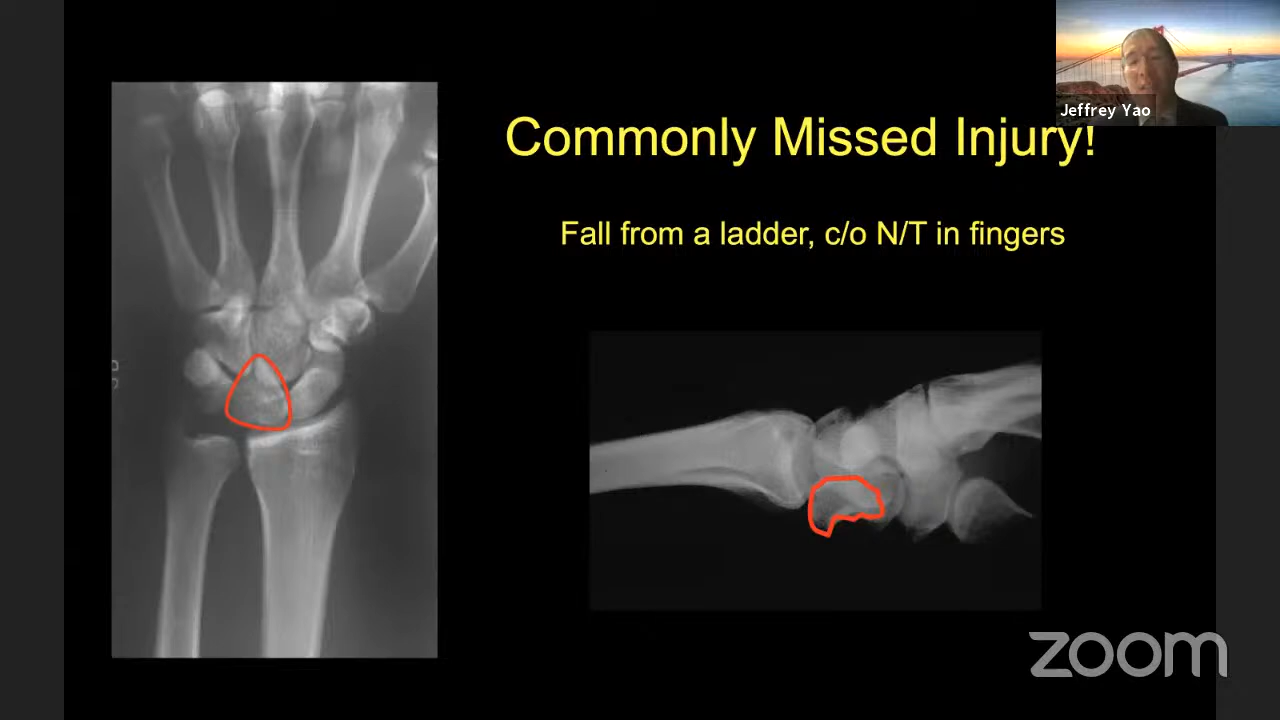 Jeffrey Yao
Commonly Missed Injury!
Fall from a ladder, c/o N/T in fingers
zoom